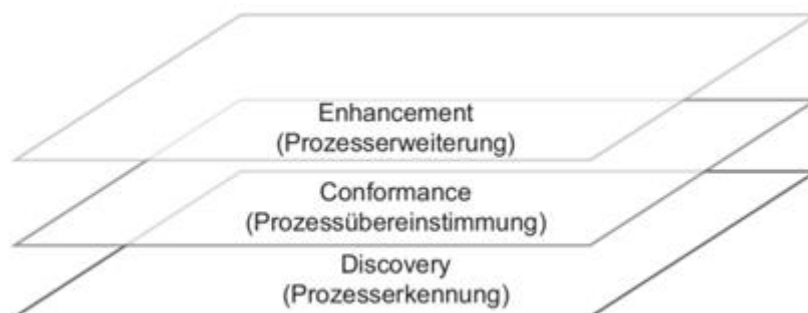 Enhancement
(Prozesserweiterung)
Conformance
(Prozessübereinstimmung)
Discovery
(Prozesserkennung)